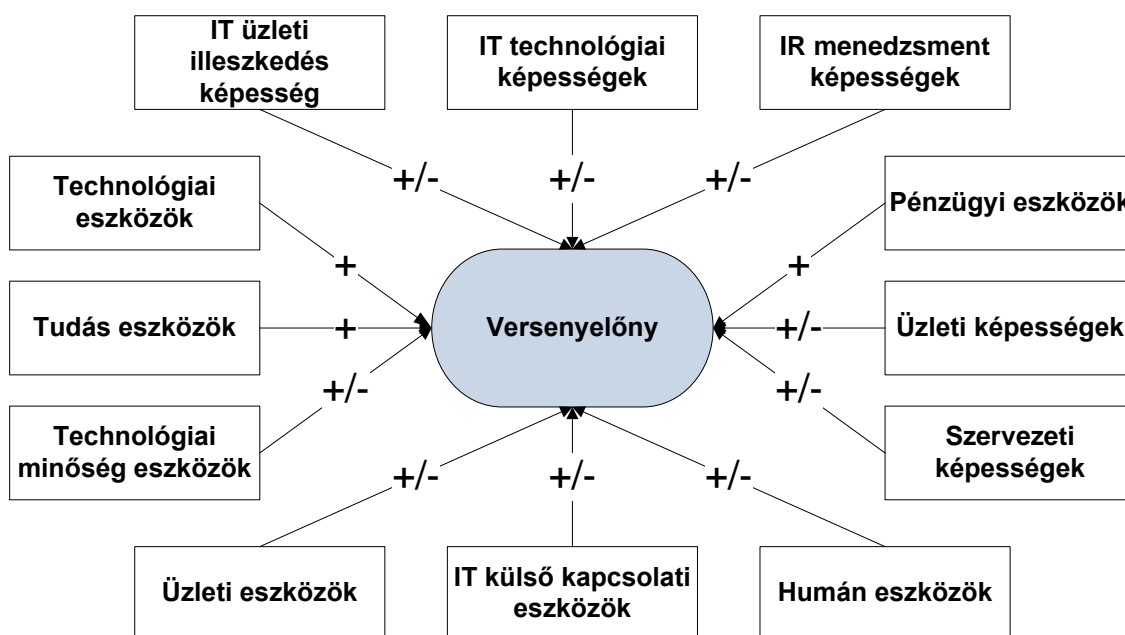 IT üzleti
illeszkedés
képesség
IT technológiai
képességek
IR menedzsment
képességek
+/-
+/-
+/-
Technológiai
eszközök
Pénzügyi eszközök
+
+
Tudás eszközök
+
Versenyelőny
+/-
Üzleti képességek
+/-
+/-
Technológiai
minőség eszközök
Szervezeti
képességek
+/-
+/-
+/-
Üzleti eszközök
IT külső kapcsolati
eszközök
Humán eszközök